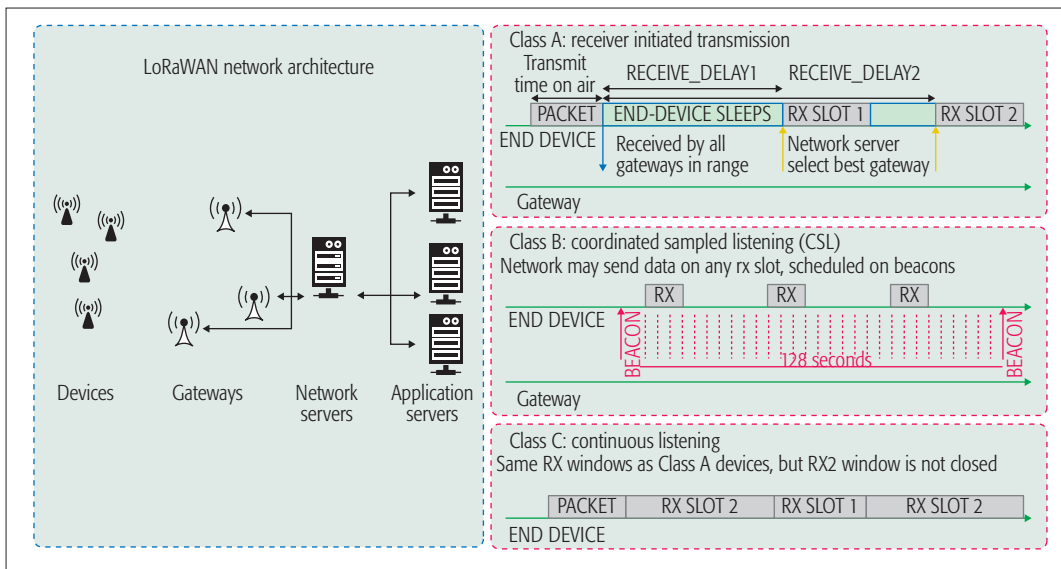 LoRaWAN network architecture
Devices
Gateways
Network
servers
Application
servers
Class A: receiver initiated transmission
Transmit
time on air
RECEIVE_DELAY1
RECEIVE_DELAY2
PACKET
END-DEVICE SLEEPS
RX SLOT 1
RX SLOT 2
END DEVICE
Received by all
gateways in range
Network server
select best gateway
Gateway
Class B: coordinated sampled listening (CSL)
Network may send data on any rx slot, scheduled on beacons
RX
RX
RX
END DEVICE
BEACON
128 seconds
BEACON
Gateway
Class C: continuous listening
Same RX windows as Class A devices, but RX2 window is not closed
PACKET
RX SLOT 2
RX SLOT 1
RX SLOT 2
END DEVICE